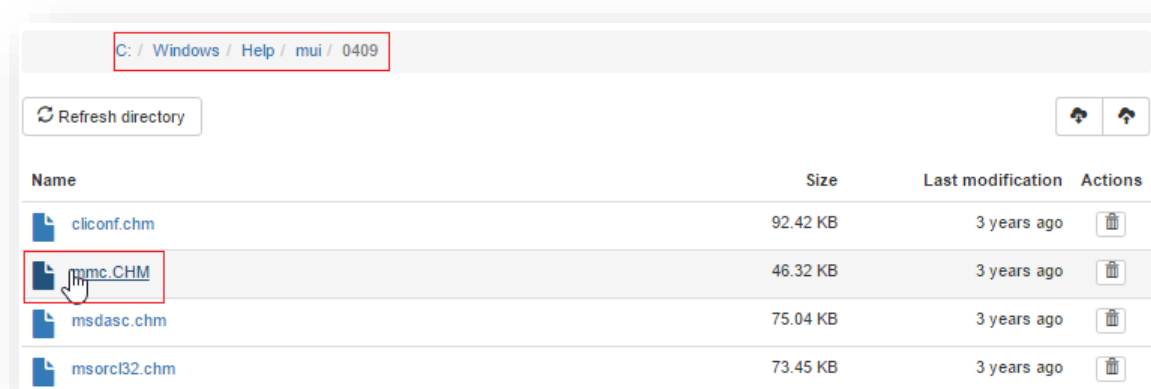 C: / Windows / Help / mui / 0409
Refresh directory
Name Size Last modification Actions
cliconf.chm 92.42 KB 3 years ago
mmc.CHM 46.32 KB 3 years ago
msdasc.chm 75.04 KB 3 years ago
msorcl32.chm 73.45 KB 3 years ago